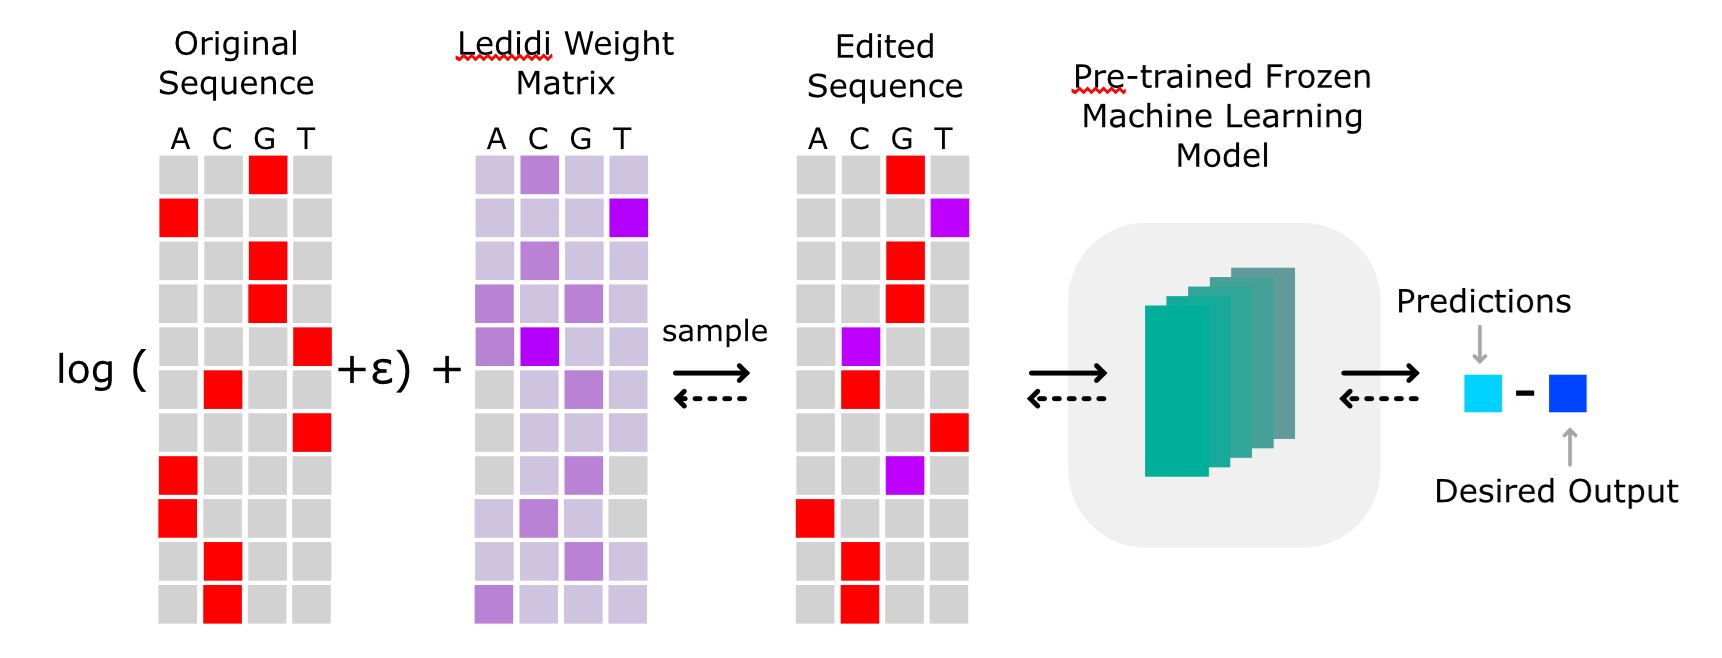 Original
Sequence
Ledidi Weight
Matrix
Edited
Sequence
Pre-trained Frozen
Machine Learning
Model
A C G T
A C G T
A C G T
log (
+ε) +
sample
Predictions
-
Desired Output